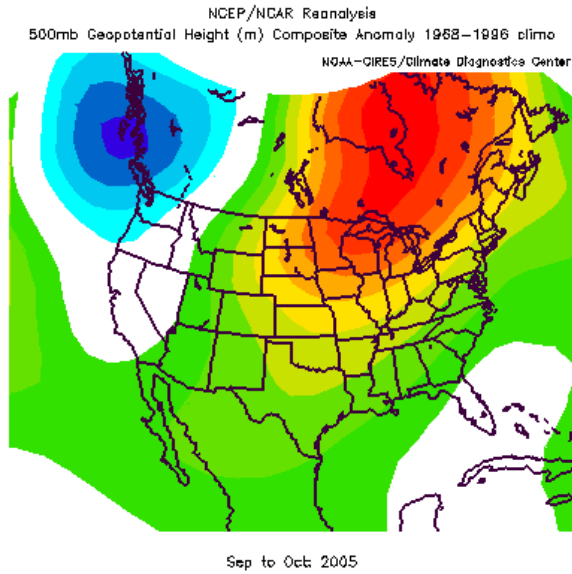 NCEP/NCAR Reanalysis
500mb Geopotential Height (m) Composite Anomaly 1968-1996 climo
NOAA-CIRES/Climate Diagnostics Center
Sep to Oct: 2005